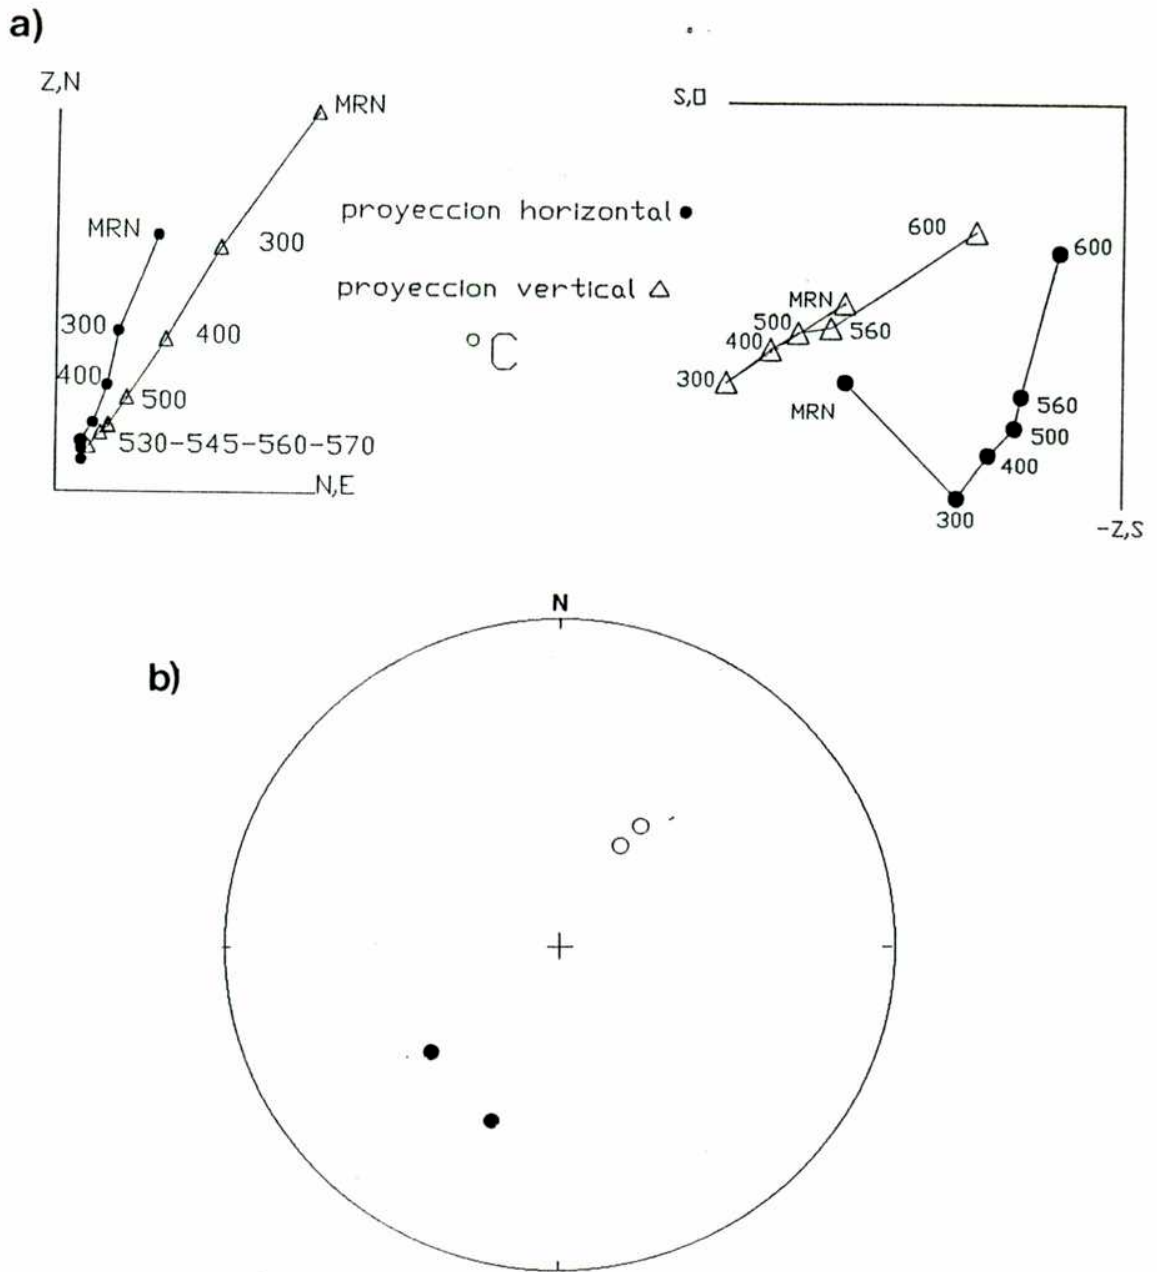 a)
Z,N
MRN
MRN
300
300
400
400
500
530-545-560-570
N,E
proyeccion horizontal
proyeccion vertical
°C
S,O
600
600
MRN
500
560
400
300
MRN
560
500
400
300
-Z,S
b)
N